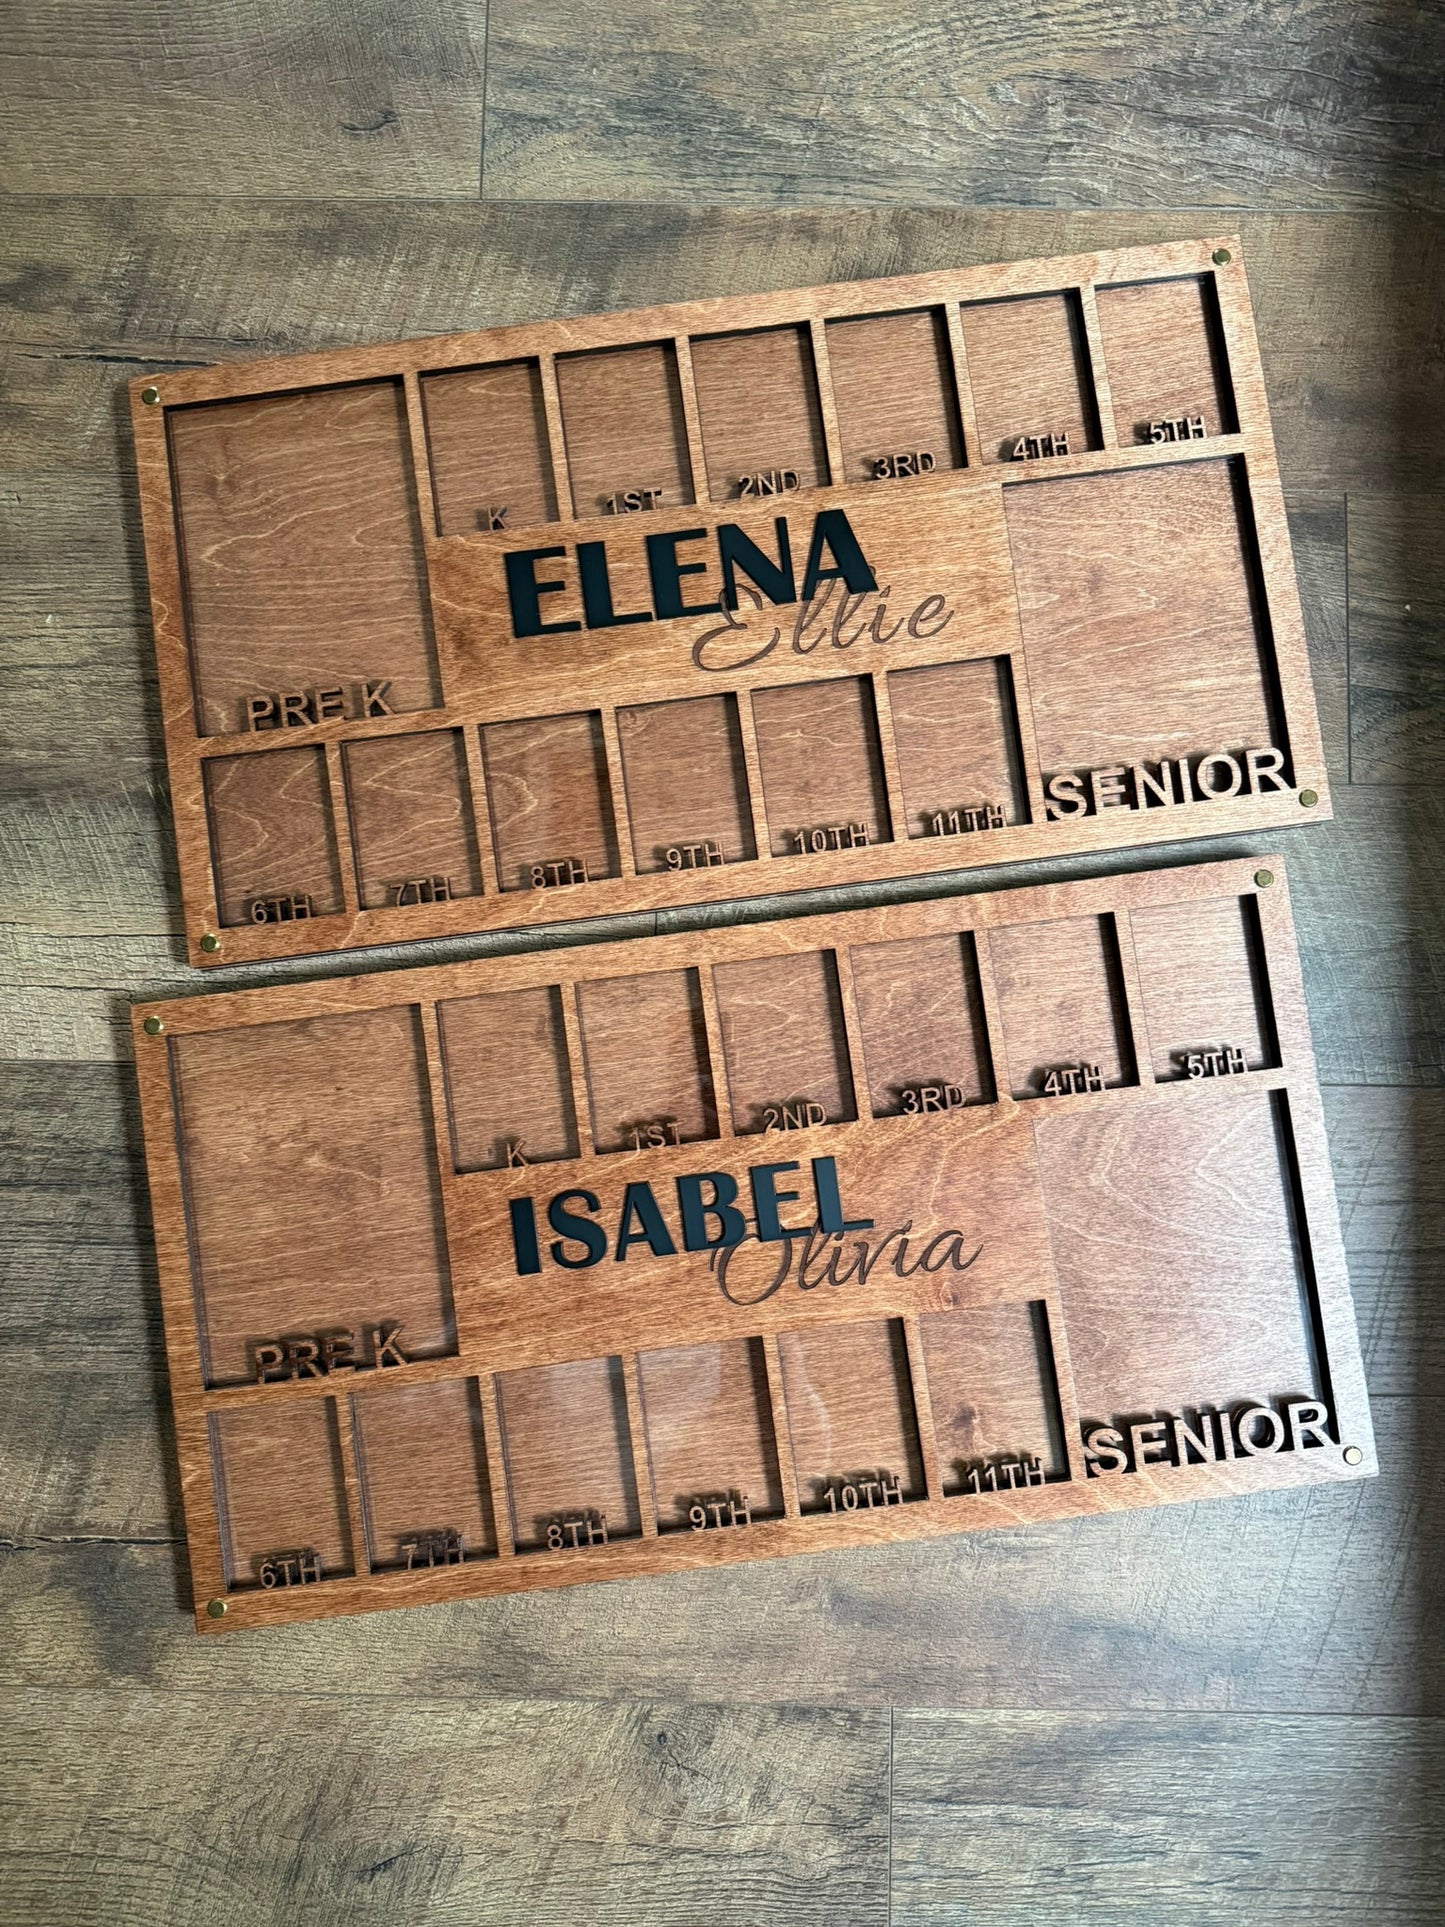 K 1ST 2ND 3RD 4TH 5TH
ELENA
Ellie
PRE K
SENIOR
6TH 7TH 8TH 9TH 10TH 11TH
K 1ST 2ND 3RD 4TH 5TH
ISABEL
Olivia
PRE K
SENIOR
6TH 7TH 8TH 9TH 10TH 11TH